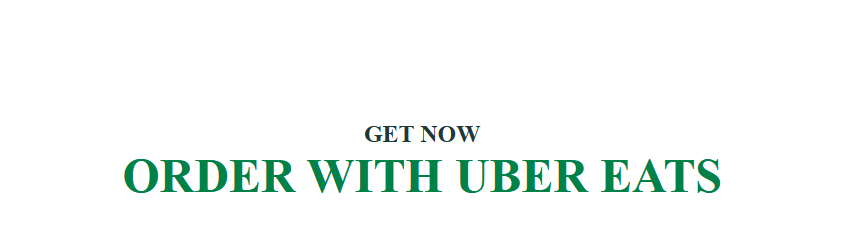 GET NOW
ORDER WITH UBER EATS